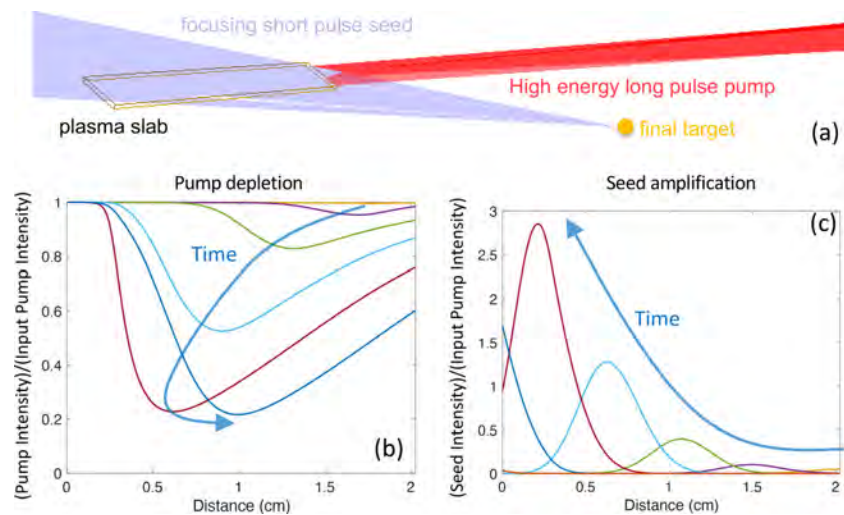 focusing short pulse seed
High energy long pulse pump
plasma slab
final target
(a)
Pump depletion
(Pump Intensity)/(Input Pump Intensity)
1
0.8
0.6
0.4
0.2
0
Time
(b)
0
0.5
1
1.5
2
Distance (cm)
Seed amplification
(Seed Intensity)/(Input Pump Intensity)
3
2.5
2
1.5
1
0.5
0
(c)
Time
0
0.5
1
1.5
2
Distance (cm)